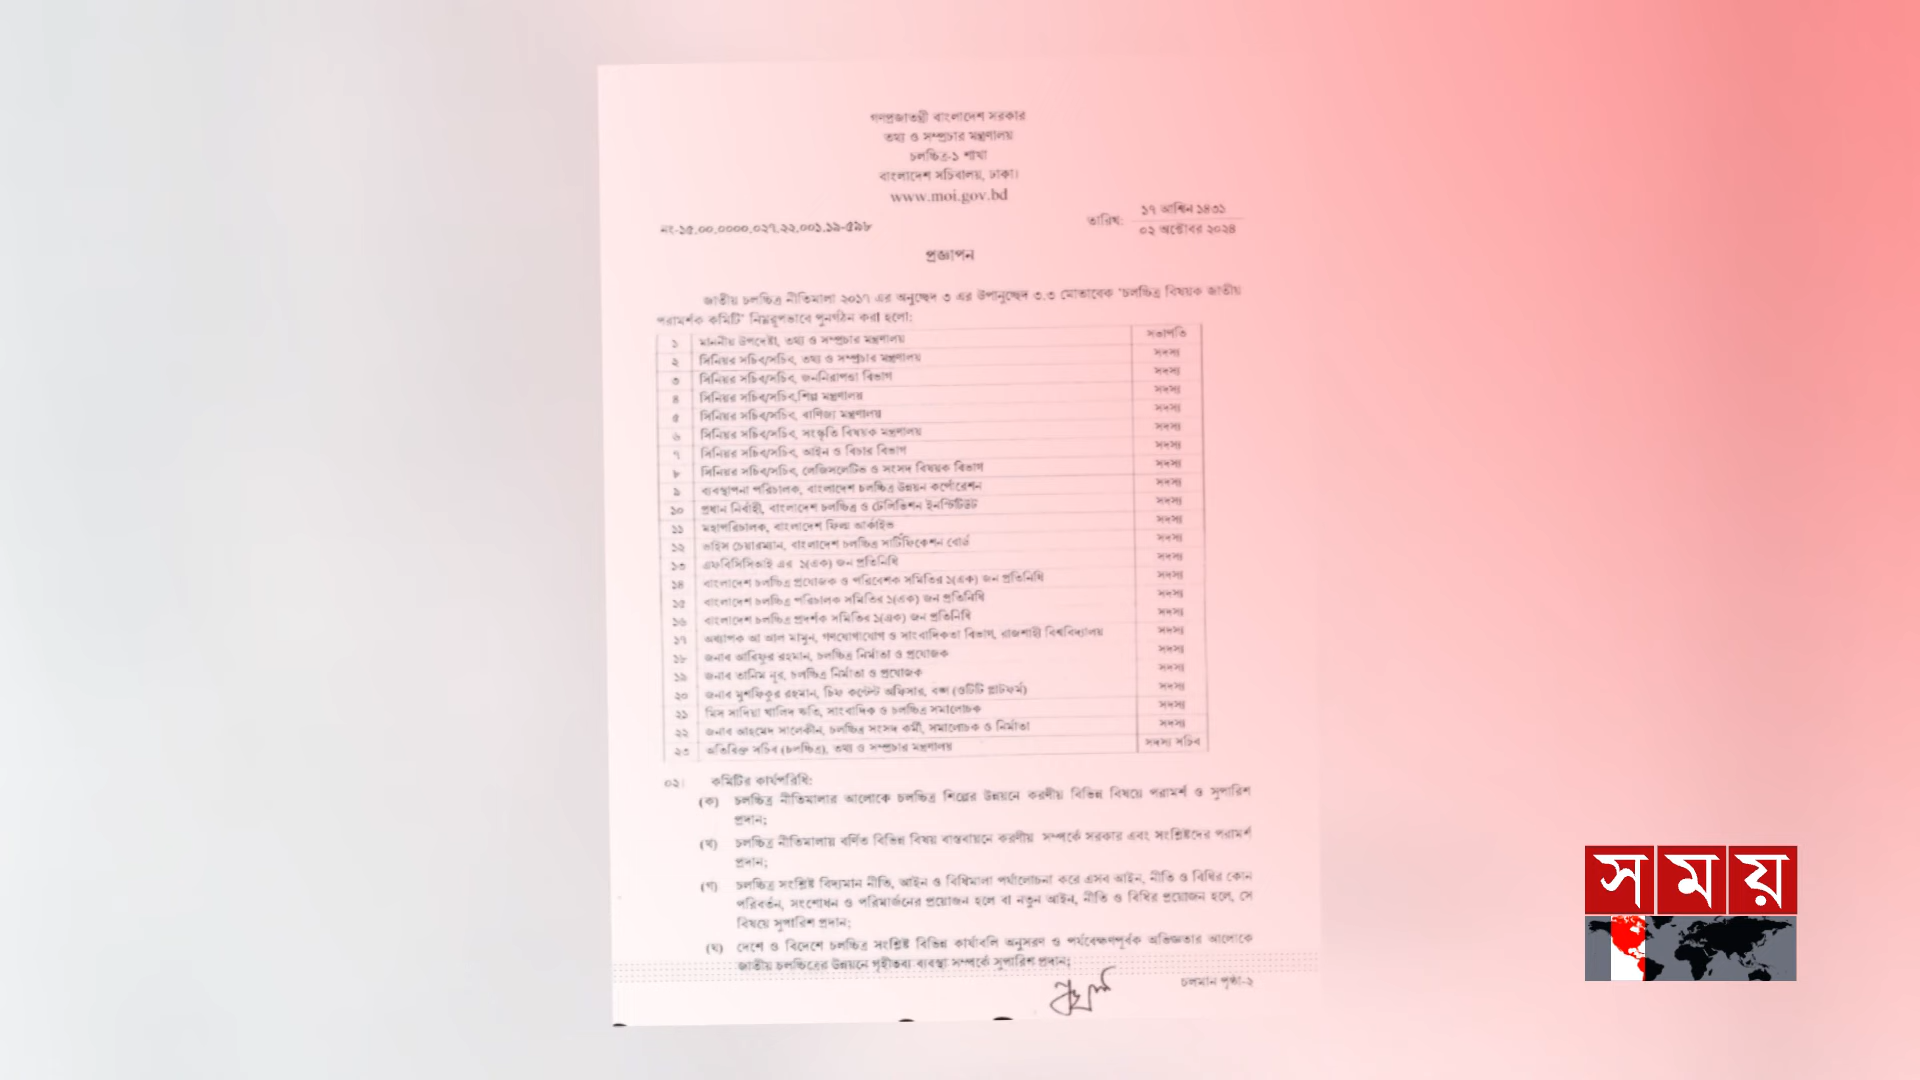 গণপ্রজাতন্ত্রী বাংলাদেশ সরকার
তথ্য ও সম্প্রচার মন্ত্রণালয়
চলচ্চিত্র-১ শাখা
বাংলাদেশ সচিবালয়, ঢাকা।
www.moi.gov.bd
নং-১৫.০০.০০০০.০২৭.২২.০০১.১৯-৫৯৮
তারিখ: ১৭ আশ্বিন ১৪৩১
০২ অক্টোবর ২০২৪
প্রজ্ঞাপন
জাতীয় চলচ্চিত্র নীতিমালা ২০১৭ এর অনুচ্ছেদ ৩ এর উপানুচ্ছেদ ৩.৩ মোতাবেক ‘চলচ্চিত্র বিষয়ক জাতীয়
পরামর্শক কমিটি’ নিম্নরূপভাবে পুনর্গঠন করা হলো:
১ মাননীয় উপদেষ্টা, তথ্য ও সম্প্রচার মন্ত্রণালয় সভাপতি
২ সিনিয়র সচিব/সচিব, তথ্য ও সম্প্রচার মন্ত্রণালয় সদস্য
৩ সিনিয়র সচিব/সচিব, জননিরাপত্তা বিভাগ সদস্য
৪ সিনিয়র সচিব/সচিব,শিল্প মন্ত্রণালয় সদস্য
৫ সিনিয়র সচিব/সচিব, বাণিজ্য মন্ত্রণালয় সদস্য
৬ সিনিয়র সচিব/সচিব, সংস্কৃতি বিষয়ক মন্ত্রণালয় সদস্য
৭ সিনিয়র সচিব/সচিব, আইন ও বিচার বিভাগ সদস্য
৮ সিনিয়র সচিব/সচিব, লেজিসলেটিভ ও সংসদ বিষয়ক বিভাগ সদস্য
৯ ব্যবস্থাপনা পরিচালক, বাংলাদেশ চলচ্চিত্র উন্নয়ন কর্পোরেশন সদস্য
১০ প্রধান নির্বাহী, বাংলাদেশ চলচ্চিত্র ও টেলিভিশন ইনস্টিটিউট সদস্য
১১ মহাপরিচালক, বাংলাদেশ ফিল্ম আর্কাইভ সদস্য
১২ ভাইস চেয়ারম্যান, বাংলাদেশ চলচ্চিত্র সার্টিফিকেশন বোর্ড সদস্য
১৩ এফবিসিসিআই এর ১(এক) জন প্রতিনিধি সদস্য
১৪ বাংলাদেশ চলচ্চিত্র প্রযোজক ও পরিবেশক সমিতির ১(এক) জন প্রতিনিধি সদস্য
১৫ বাংলাদেশ চলচ্চিত্র পরিচালক সমিতির ১(এক) জন প্রতিনিধি সদস্য
১৬ বাংলাদেশ চলচ্চিত্র প্রদর্শক সমিতির ১(এক) জন প্রতিনিধি সদস্য
১৭ অধ্যাপক আ আল মামুন, গণযোগাযোগ ও সাংবাদিকতা বিভাগ, রাজশাহী বিশ্ববিদ্যালয় সদস্য
১৮ জনাব আরিফুর রহমান, চলচ্চিত্র নির্মাতা ও প্রযোজক সদস্য
১৯ জনাব তানিম নূর, চলচ্চিত্র নির্মাতা ও প্রযোজক সদস্য
২০ জনাব মুশফিকুর রহমান, চিফ কন্টেন্ট অফিসার, বঙ্গ (ওটিটি প্লাটফর্ম) সদস্য
২১ মিস সাদিয়া খালিদ ঋতি, সাংবাদিক ও চলচ্চিত্র সমালোচক সদস্য
২২ জনাব আহমেদ সালেকীন, চলচ্চিত্র সংসদ কর্মী, সমালোচক ও নির্মাতা সদস্য
২৩ অতিরিক্ত সচিব (চলচ্চিত্র), তথ্য ও সম্প্রচার মন্ত্রণালয় সদস্য সচিব
০২। কমিটির কার্যপরিধি:
(ক) চলচ্চিত্র নীতিমালার আলোকে চলচ্চিত্র শিল্পের উন্নয়নে করণীয় বিভিন্ন বিষয়ে পরামর্শ ও সুপারিশ
প্রদান;
(খ) চলচ্চিত্র নীতিমালায় বর্ণিত বিভিন্ন বিষয় বাস্তবায়নে করণীয় সম্পর্কে সরকার এবং সংশ্লিষ্টদের পরামর্শ
প্রদান;
(গ) চলচ্চিত্র সংশ্লিষ্ট বিদ্যমান নীতি, আইন ও বিধিমালা পর্যালোচনা করে এসব আইন, নীতি ও বিধির কোন
পরিবর্তন, সংশোধন ও পরিমার্জনের প্রয়োজন হলে বা নতুন আইন, নীতি ও বিধির প্রয়োজন হলে, সে
বিষয়ে সুপারিশ প্রদান;
(ঘ) দেশে ও বিদেশে চলচ্চিত্র সংশ্লিষ্ট বিভিন্ন কার্যাবলি অনুসরণ ও পর্যবেক্ষণপূর্বক অভিজ্ঞতার আলোকে
জাতীয় চলচ্চিত্রের উন্নয়নে গৃহীতব্য ব্যবস্থা সম্পর্কে সুপারিশ প্রদান;
চলমান পৃষ্ঠা-২
সময়